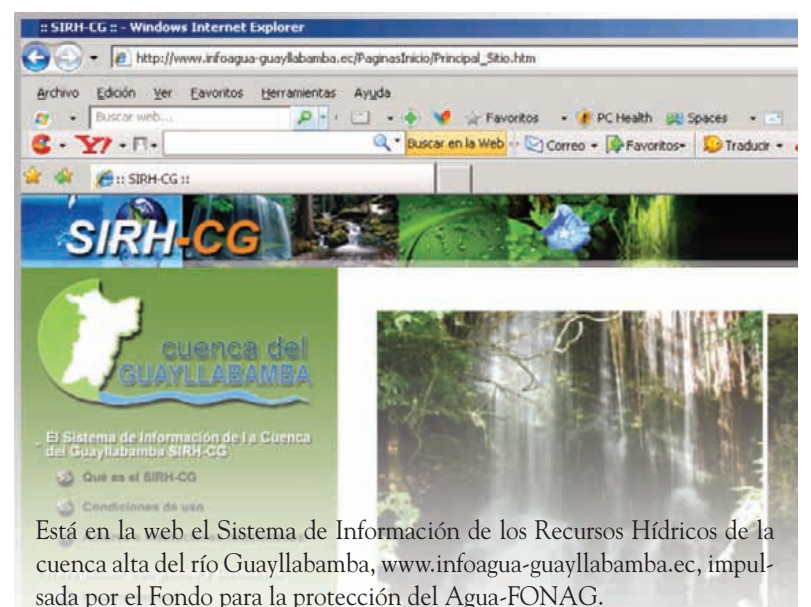 :: SIRH-CG :: - Windows Internet Explorer
http://www.infoagua-guayllabamba.ec/PaginasInicio/Principal_Sitio.htm
Archivo Edición Ver Favoritos Herramientas Ayuda
Buscar web... Favoritos PC Health Spaces
Y! Buscar en la Web Correo Favoritos Traducir
:: SIRH-CG ::
SIRH-CG
cuenca del
GUAYLLABAMBA
El Sistema de Información de l a Cuenca
del Guayllabamba SIRH-CG
Qué es el SIRH-CG
Condiciones de uso
Está en la web el Sistema de Información de los Recursos Hídricos de la
cuenca alta del río Guayllabamba, www.infoagua-guayllabamba.ec, impul-
sada por el Fondo para la protección del Agua-FONAG.